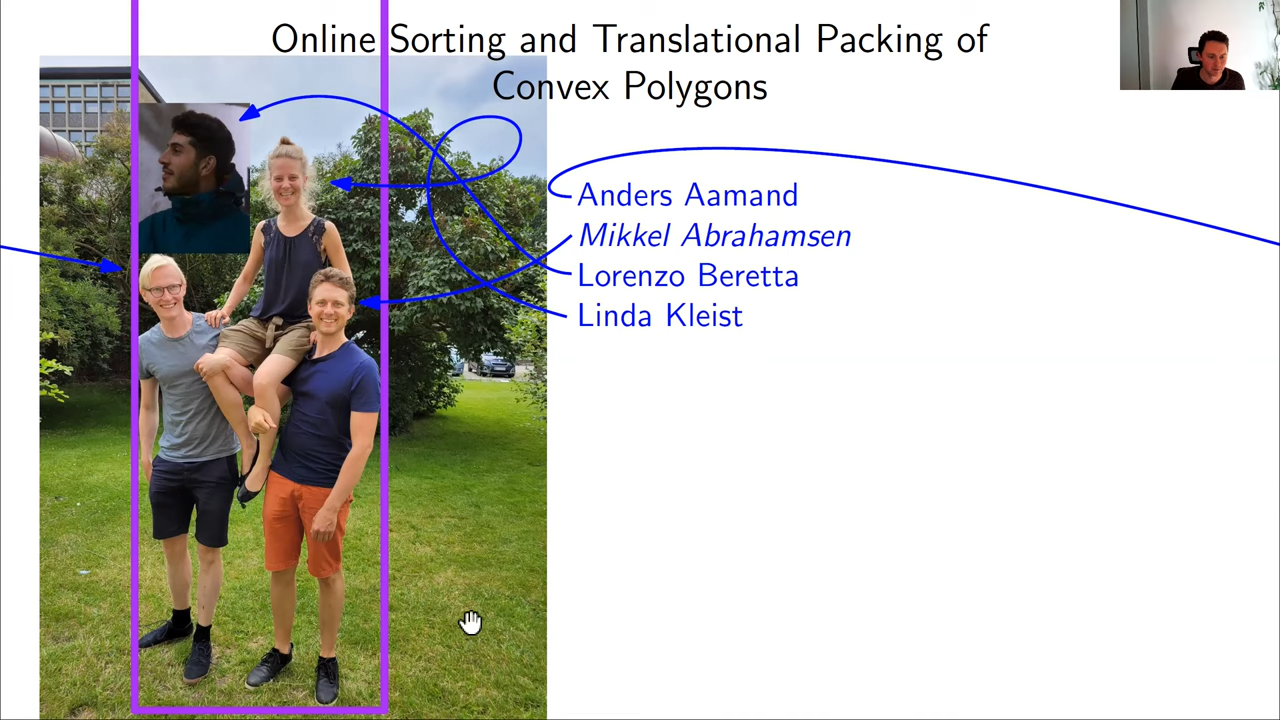 Online Sorting and Translational Packing of
Convex Polygons
Anders Aamand
Mikkel Abrahamsen
Lorenzo Beretta
Linda Kleist